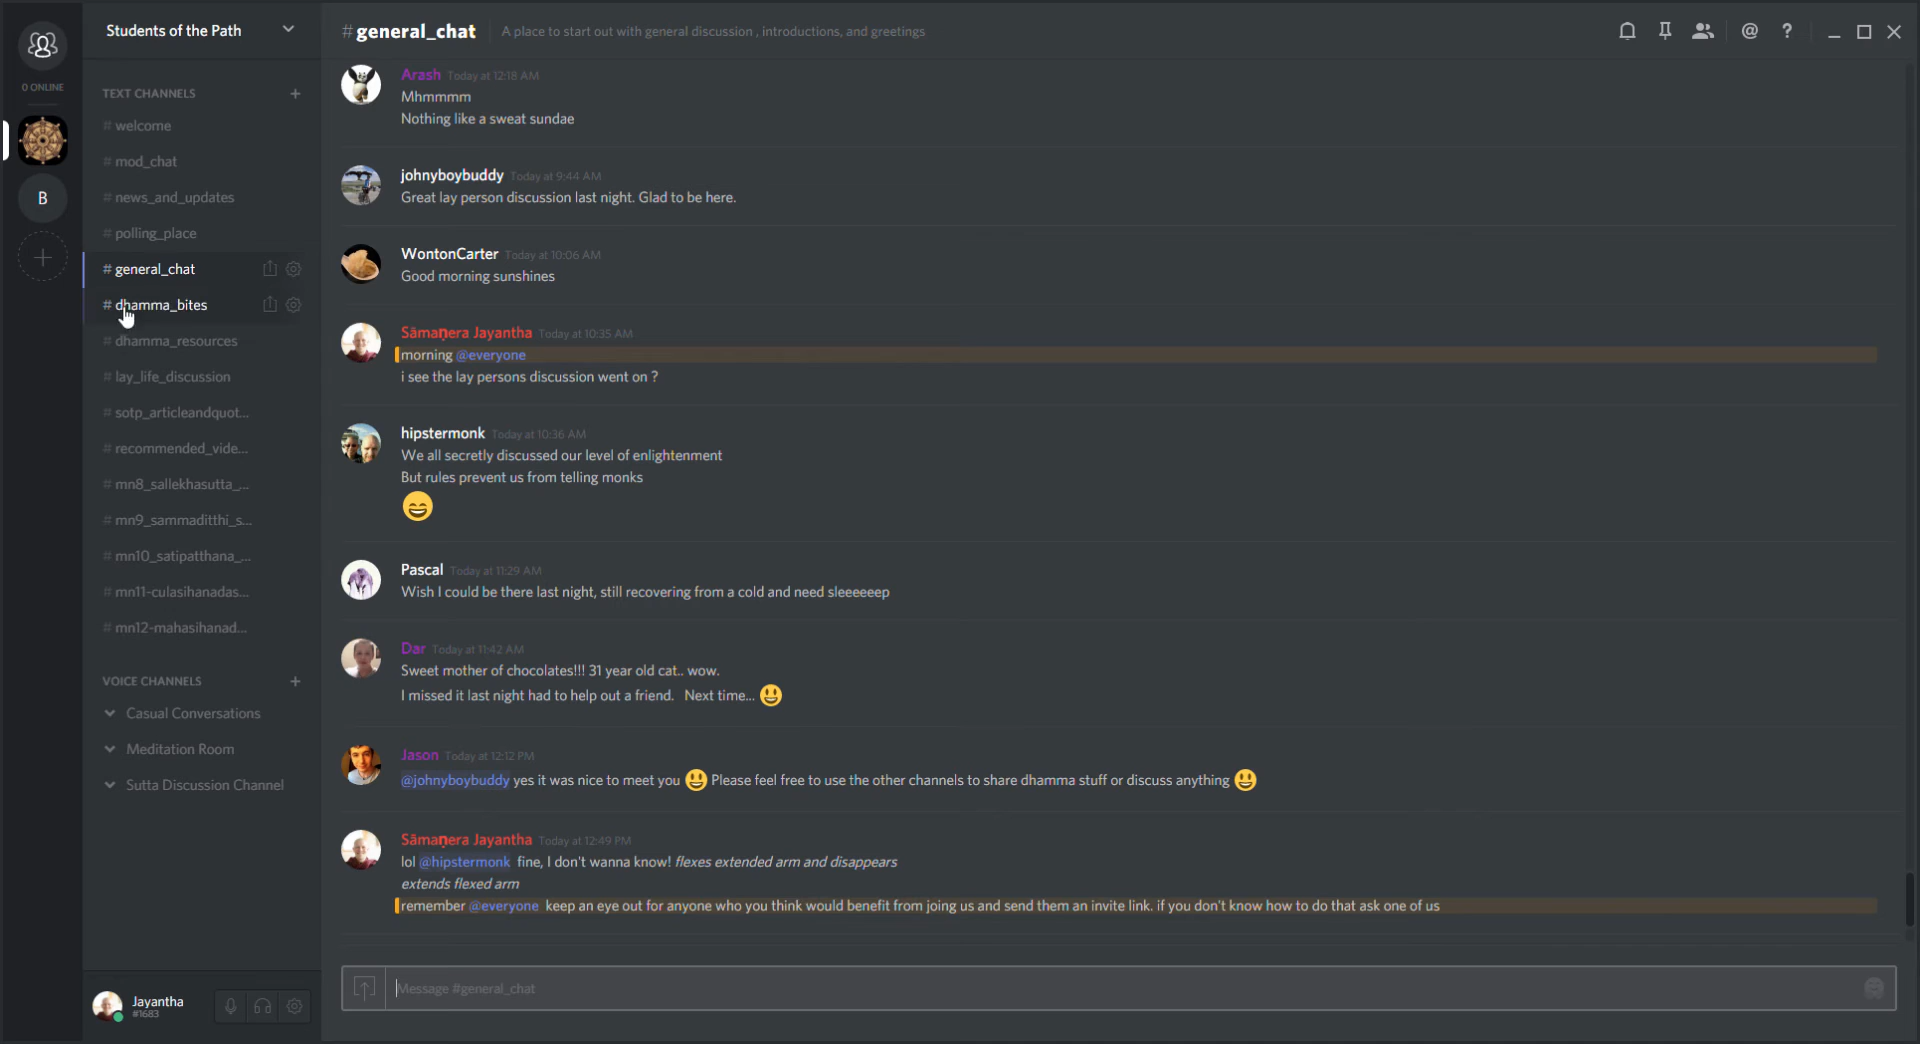 Students of the Path
#general_chat
A place to start out with general discussion , introductions, and greetings
@
?
0 ONLINE
B
TEXT CHANNELS
# welcome
# mod_chat
# news_and_updates
# polling_place
# general_chat
# dhamma_bites
# dhamma_resources
# lay_life_discussion
# sotp_articleandquot...
# recommended_vide...
# mn8_sallekhasutta_...
# mn9_sammaditthi_s...
# mn10_satipatthana_...
# mn11-culasihanadas...
# mn12-mahasihanad...
VOICE CHANNELS
Casual Conversations
Meditation Room
Sutta Discussion Channel
Jayantha
#1683
Arash Today at 12:18 AM
Mhmmmm
Nothing like a sweat sundae
johnyboybuddy Today at 9:44 AM
Great lay person discussion last night. Glad to be here.
WontonCarter Today at 10:06 AM
Good morning sunshines
Sāmaṇera Jayantha Today at 10:35 AM
morning @everyone
i see the lay persons discussion went on ?
hipstermonk Today at 10:36 AM
We all secretly discussed our level of enlightenment
But rules prevent us from telling monks
Pascal Today at 11:29 AM
Wish I could be there last night, still recovering from a cold and need sleeeeeep
Dar Today at 11:42 AM
Sweet mother of chocolates!!! 31 year old cat.. wow.
I missed it last night had to help out a friend. Next time... 😃
Jason Today at 12:12 PM
@johnyboybuddy yes it was nice to meet you 😃 Please feel free to use the other channels to share dhamma stuff or discuss anything 😃
Sāmaṇera Jayantha Today at 12:49 PM
lol @hipstermonk fine, I don't wanna know! flexes extended arm and disappears
extends flexed arm
remember @everyone keep an eye out for anyone who you think would benefit from joing us and send them an invite link. if you don't know how to do that ask one of us
Message #general_chat